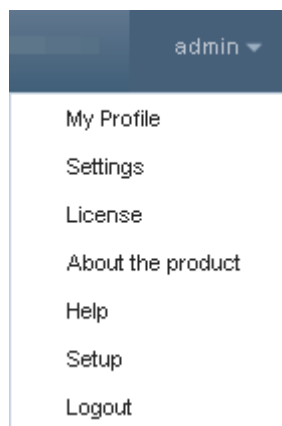 admin
My Profile
Settings
License
About the product
Help
Setup
Logout